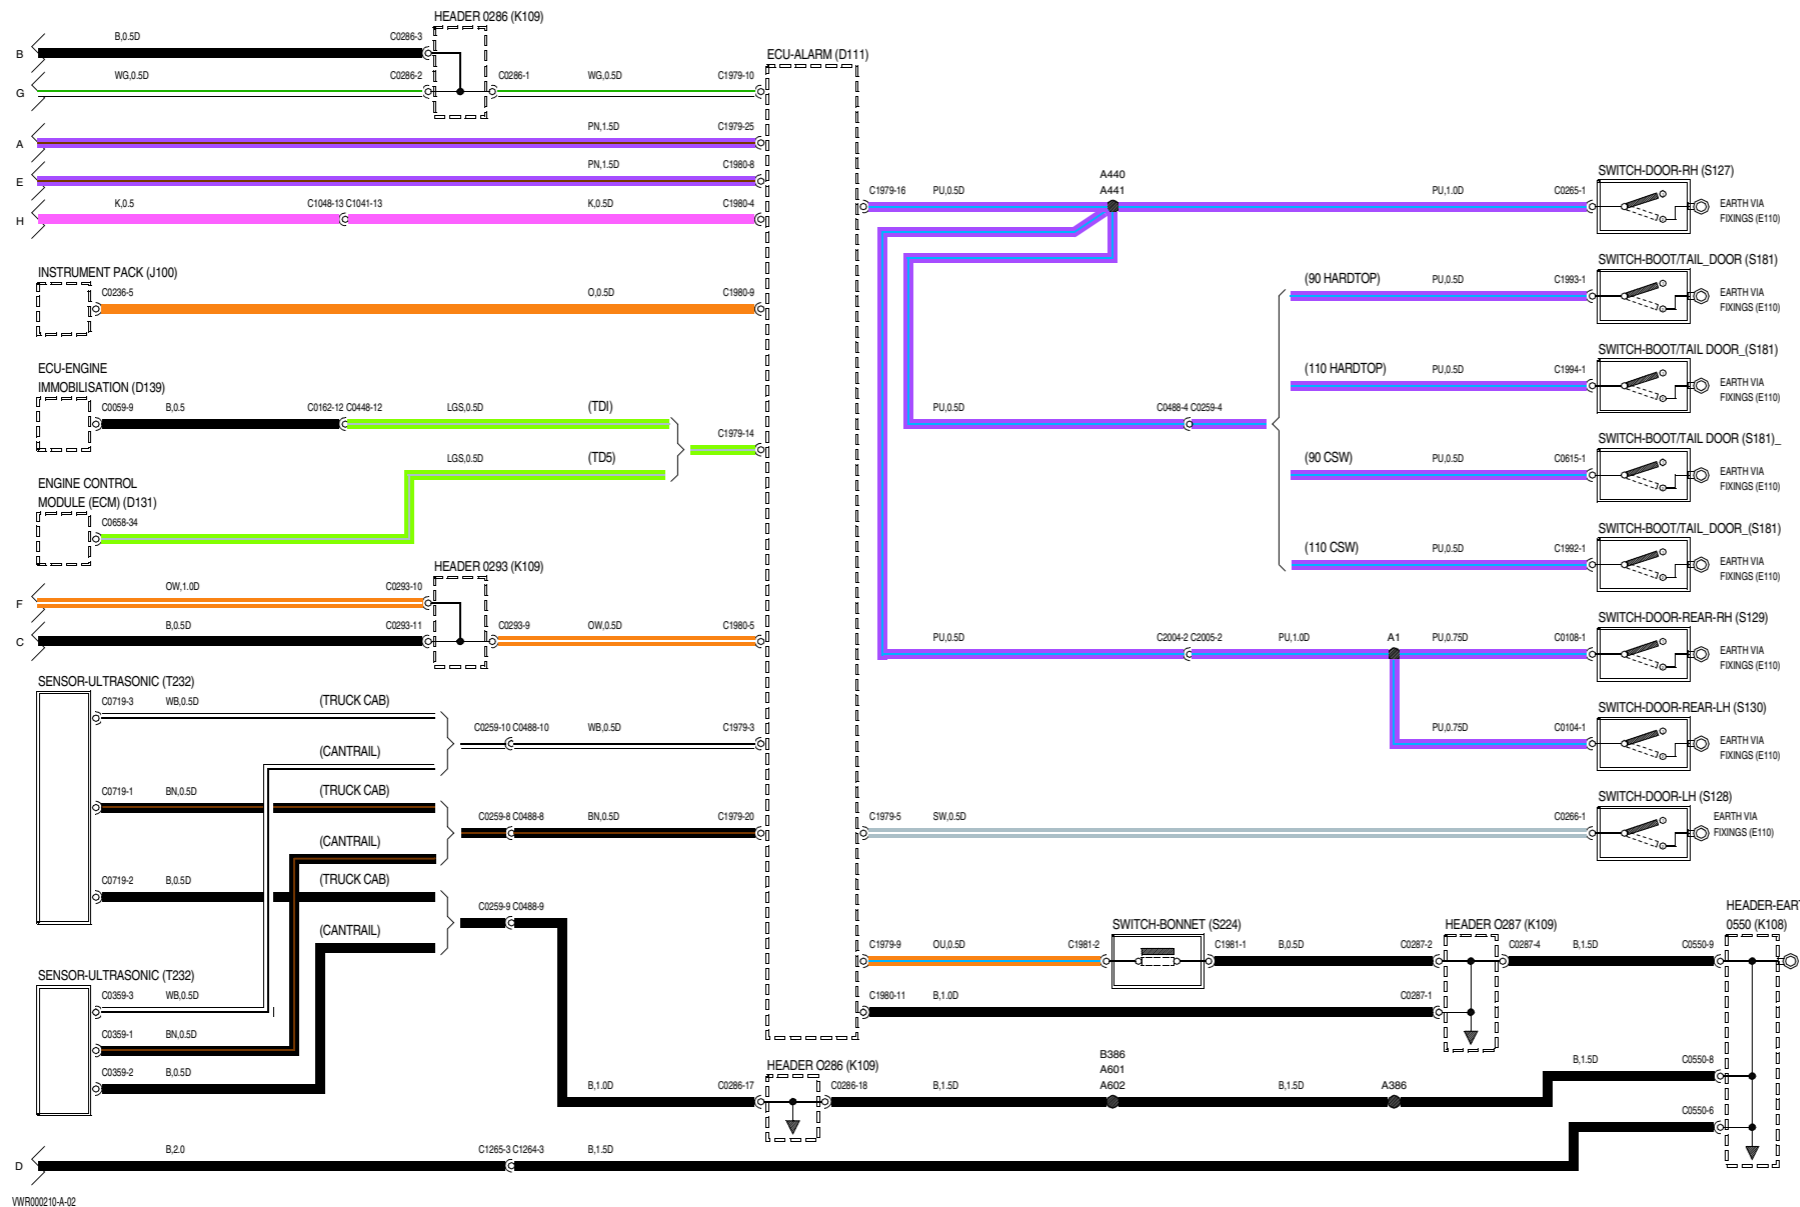 HEADER 0286 (K109)
B B,0.5D C0286-3
G WG,0.5D C0286-2 C0286-1 WG,0.5D C1979-10
ECU-ALARM (D111)
A PN,1.5D C1979-25
E PN,1.5D C1980-8
H K,0.5 C1048-13 C1041-13 K,0.5D C1980-4
INSTRUMENT PACK (J100)
C0236-5 O,0.5D C1980-9
ECU-ENGINE
IMMOBILISATION (D139)
C0059-9 B,0.5 C0162-12 C0448-12 LGS,0.5D (TDI)
C1979-14
LGS,0.5D (TD5)
ENGINE CONTROL
MODULE (ECM) (D131)
C0658-34
HEADER 0293 (K109)
F OW,1.0D C0293-10
C B,0.5D C0293-11 C0293-9 OW,0.5D C1980-5
SENSOR-ULTRASONIC (T232)
C0719-3 WB,0.5D (TRUCK CAB)
C0259-10 C0488-10 WB,0.5D C1979-3
(CANTRAIL)
C0719-1 BN,0.5D (TRUCK CAB)
C0259-8 C0488-8 BN,0.5D C1979-20
(CANTRAIL)
C0719-2 B,0.5D (TRUCK CAB)
C0259-9 C0488-9
(CANTRAIL)
SENSOR-ULTRASONIC (T232)
C0359-3 WB,0.5D
C0359-1 BN,0.5D
C0359-2 B,0.5D
C1979-16 PU,0.5D
A440
A441
PU,1.0D C0265-1
SWITCH-DOOR-RH (S127)
EARTH VIA
FIXINGS (E110)
SWITCH-BOOT/TAIL_DOOR (S181)
(90 HARDTOP) PU,0.5D C1993-1
EARTH VIA
FIXINGS (E110)
SWITCH-BOOT/TAIL DOOR_(S181)
(110 HARDTOP) PU,0.5D C1994-1
EARTH VIA
FIXINGS (E110)
PU,0.5D C0488-4 C0259-4
SWITCH-BOOT/TAIL DOOR (S181)_
(90 CSW) PU,0.5D C0615-1
EARTH VIA
FIXINGS (E110)
SWITCH-BOOT/TAIL_DOOR_(S181)
(110 CSW) PU,0.5D C1992-1
EARTH VIA
FIXINGS (E110)
SWITCH-DOOR-REAR-RH (S129)
PU,0.5D C2004-2 C2005-2 PU,1.0D A1 PU,0.75D C0108-1
EARTH VIA
FIXINGS (E110)
SWITCH-DOOR-REAR-LH (S130)
PU,0.75D C0104-1
EARTH VIA
FIXINGS (E110)
SWITCH-DOOR-LH (S128)
C1979-5 SW,0.5D C0266-1
EARTH VIA
FIXINGS (E110)
HEADER-EART
0550 (K108)
SWITCH-BONNET (S224)
HEADER O287 (K109)
C1979-9 OU,0.5D C1981-2 C1981-1 B,0.5D C0287-2 C0287-4 B,1.5D C0550-9
C1980-11 B,1.0D C0287-1
HEADER O286 (K109)
B386
A601
A602
B,1.0D C0286-17 C0286-18 B,1.5D B,1.5D A386
B,1.5D C0550-8
C0550-6
D B,2.0 C1265-3 C1264-3 B,1.5D
VWR000210-A-02